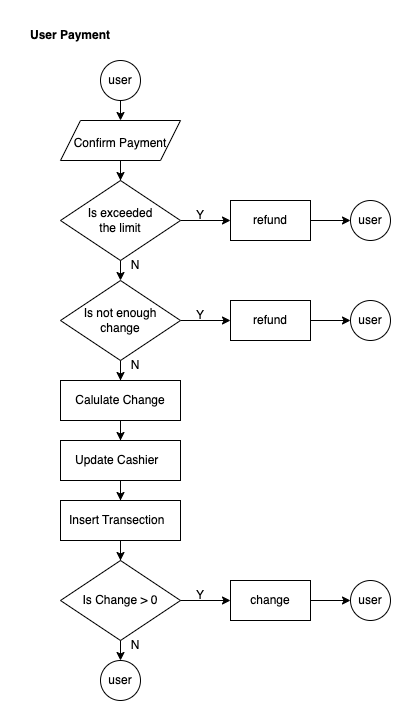 User Payment
user
Confirm Payment
Is exceeded
the limit
Y
refund
user
N
Is not enough
change
Y
refund
user
N
Calulate Change
Update Cashier
Insert Transection
Is Change > 0
Y
change
user
N
user